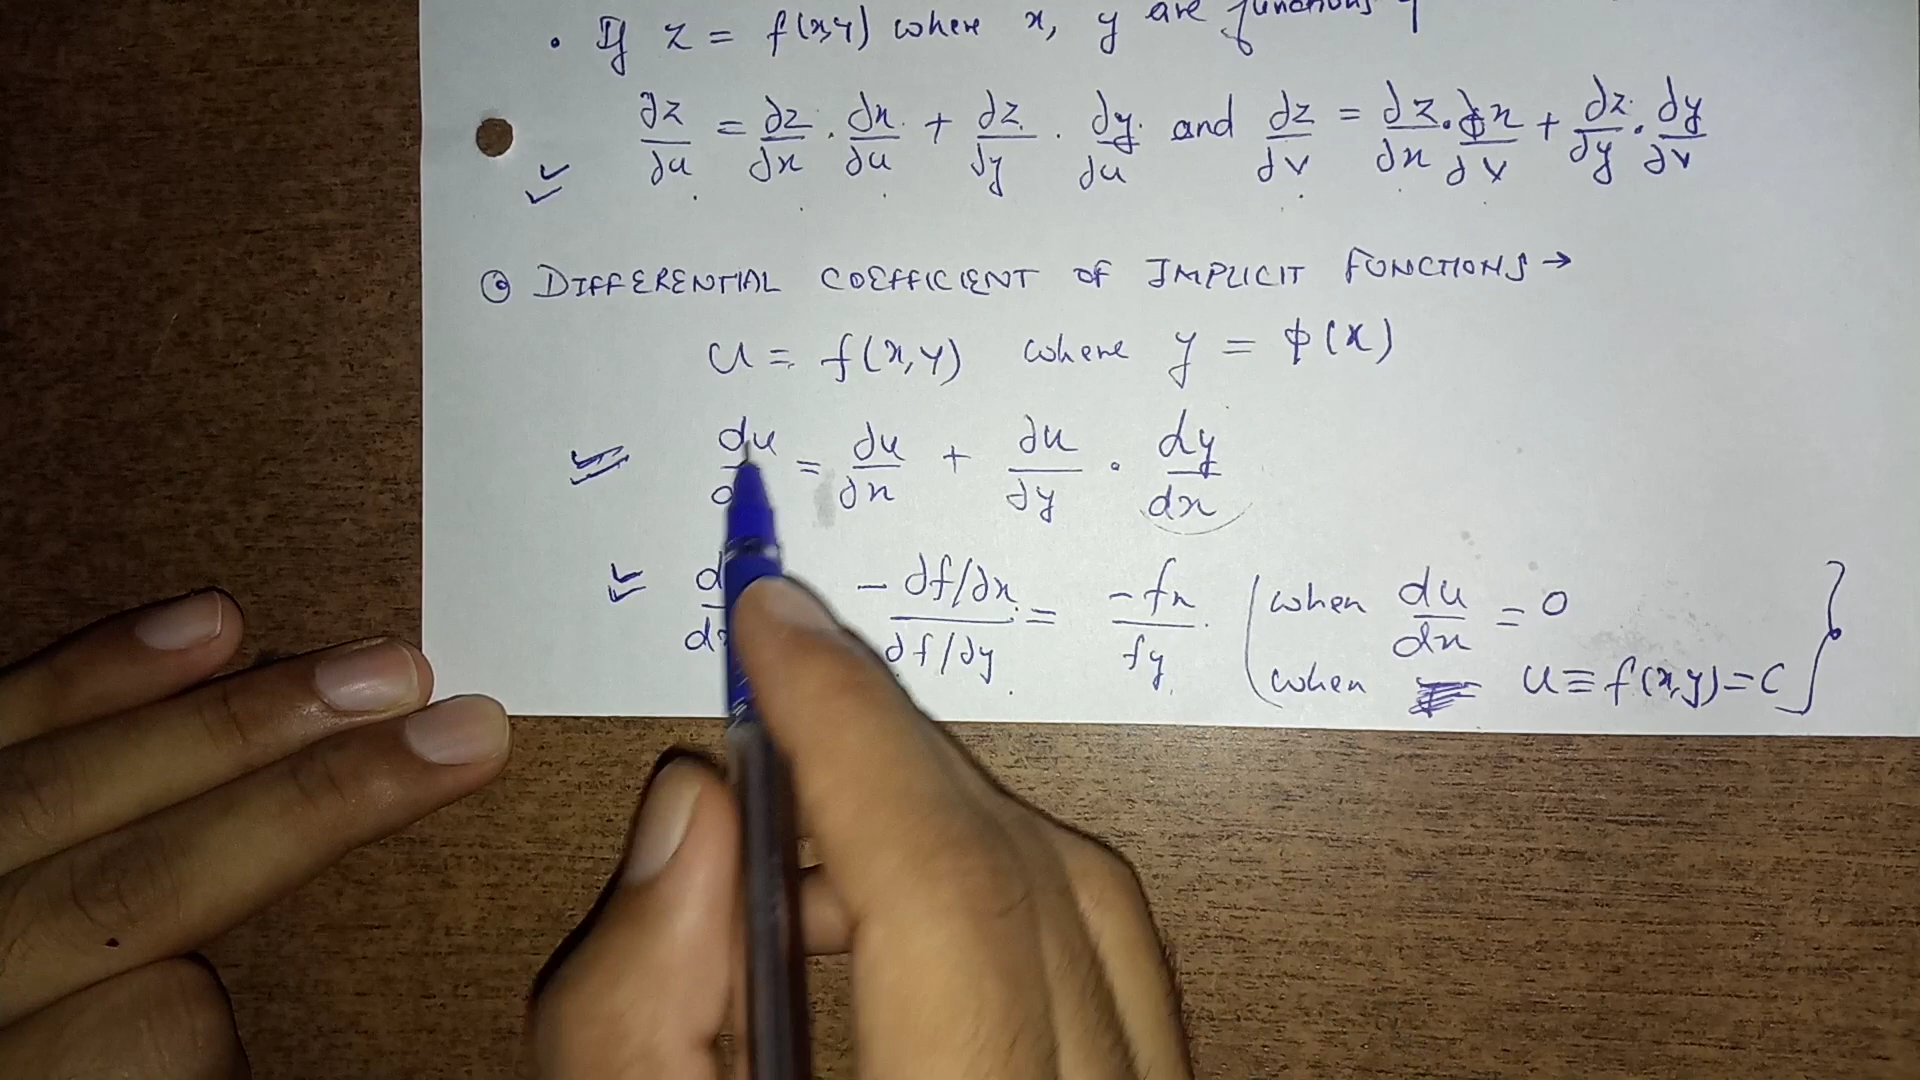 • If z = f(x,y) where x, y are functions
∂z/∂u = ∂z/∂x . ∂x/∂u + ∂z/∂y . ∂y/∂u and ∂z/∂v = ∂z/∂x . ∂x/∂v + ∂z/∂y . ∂y/∂v
DIFFERENTIAL COEFFICIENT OF IMPLICIT FUNCTIONS →
u = f(x,y) where y = ϕ(x)
du = ∂u/∂x + ∂u/∂y . dy/dx
-∂f/∂x / ∂f/∂y = -fx/fy (when du/dx = 0
when u ≡ f(x,y) = c }